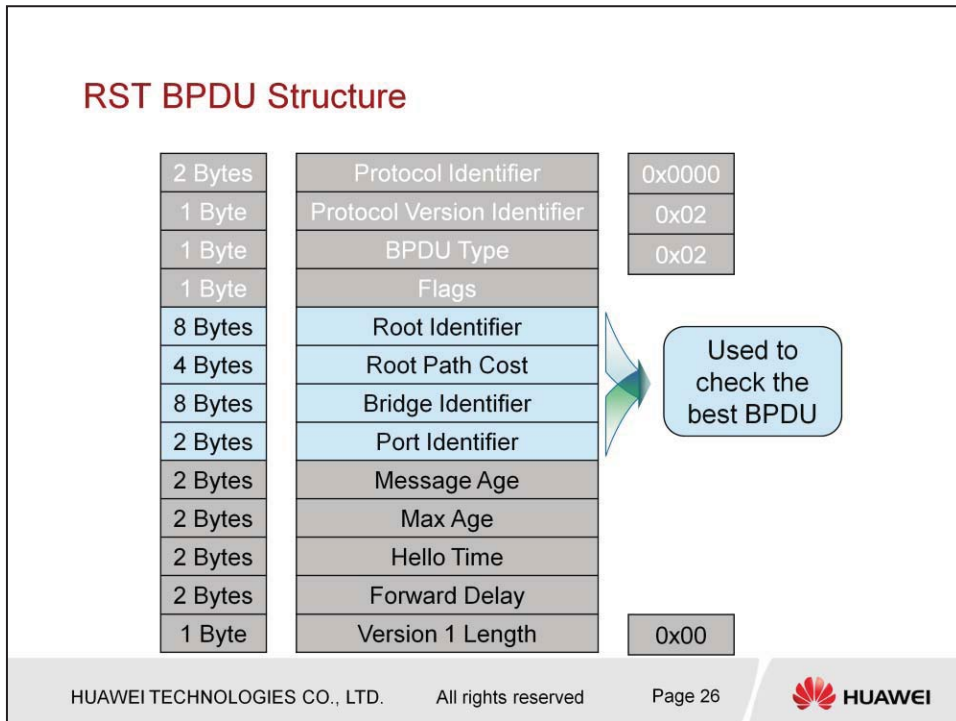 RST BPDU Structure
2 Bytes Protocol Identifier 0x0000
1 Byte Protocol Version Identifier 0x02
1 Byte BPDU Type 0x02
1 Byte Flags
8 Bytes Root Identifier
4 Bytes Root Path Cost
8 Bytes Bridge Identifier
2 Bytes Port Identifier
Used to
check the
best BPDU
2 Bytes Message Age
2 Bytes Max Age
2 Bytes Hello Time
2 Bytes Forward Delay
1 Byte Version 1 Length 0x00
HUAWEI TECHNOLOGIES CO., LTD. All rights reserved Page 26 HUAWEI